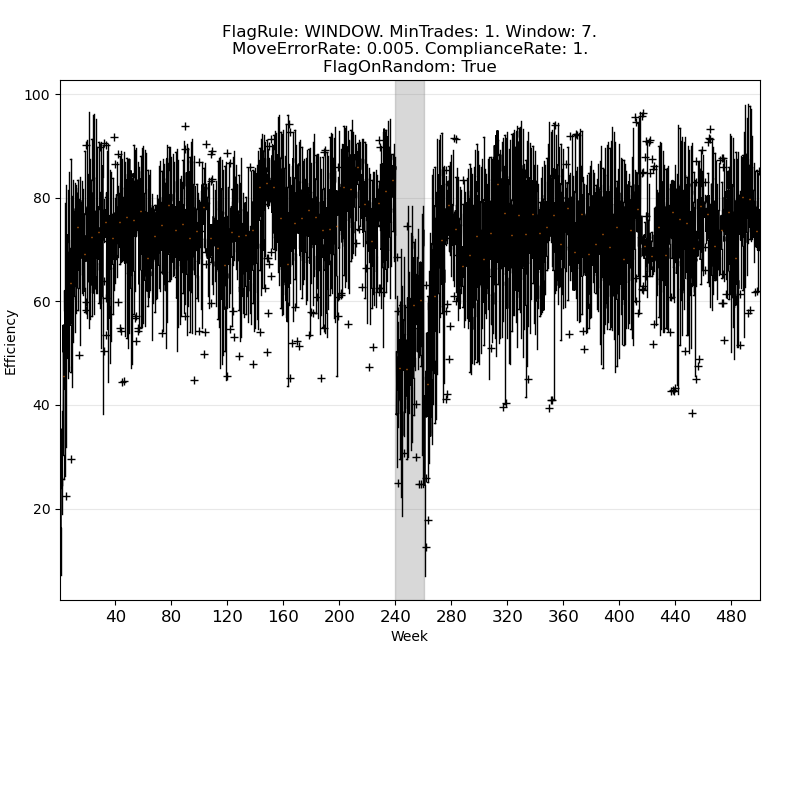 FlagRule: WINDOW. MinTrades: 1. Window: 7.
MoveErrorRate: 0.005. ComplianceRate: 1.
FlagOnRandom: True
100
80
60
40
20
Efficiency
40 80 120 160 200 240 280 320 360 400 440 480
Week